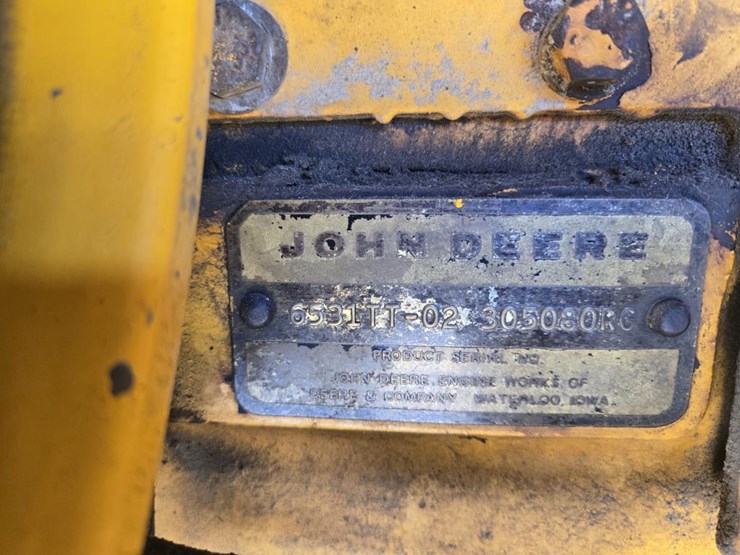 JOHN DEERE
6531TT-02 305080RG
PRODUCT SERIAL NO.
JOHN DEERE ENGINE WORKS OF
DEERE & COMPANY WATERLOO, IOWA.